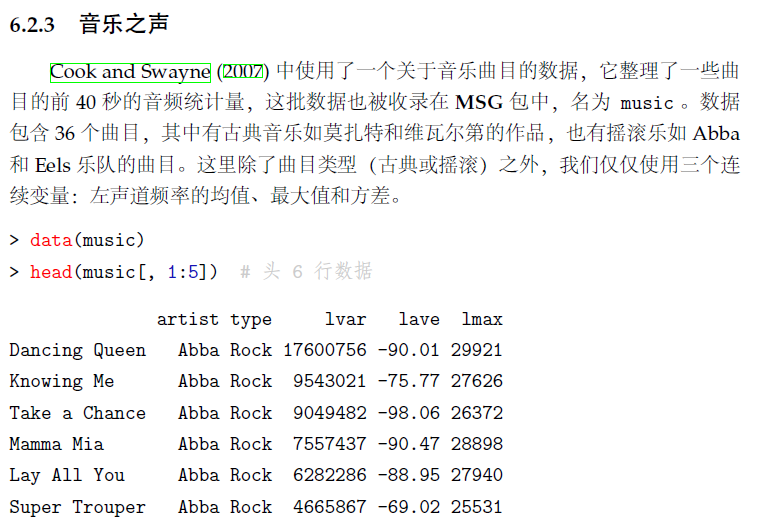 6.2.3 音乐之声
Cook and Swayne (2007) 中使用了一个关于音乐曲目的数据，它整理了一些曲
目的前 40 秒的音频统计量，这批数据也被收录在 MSG 包中，名为 music 。数据
包含 36 个曲目，其中有古典音乐如莫扎特和维瓦尔第的作品，也有摇滚乐如 Abba
和 Eels 乐队的曲目。这里除了曲目类型（古典或摇滚）之外，我们仅仅使用三个连
续变量：左声道频率的均值、最大值和方差。
> data(music)
> head(music[, 1:5]) # 头 6 行数据
artist type lvar lave lmax
Dancing Queen Abba Rock 17600756 -90.01 29921
Knowing Me Abba Rock 9543021 -75.77 27626
Take a Chance Abba Rock 9049482 -98.06 26372
Mamma Mia Abba Rock 7557437 -90.47 28898
Lay All You Abba Rock 6282286 -88.95 27940
Super Trouper Abba Rock 4665867 -69.02 25531